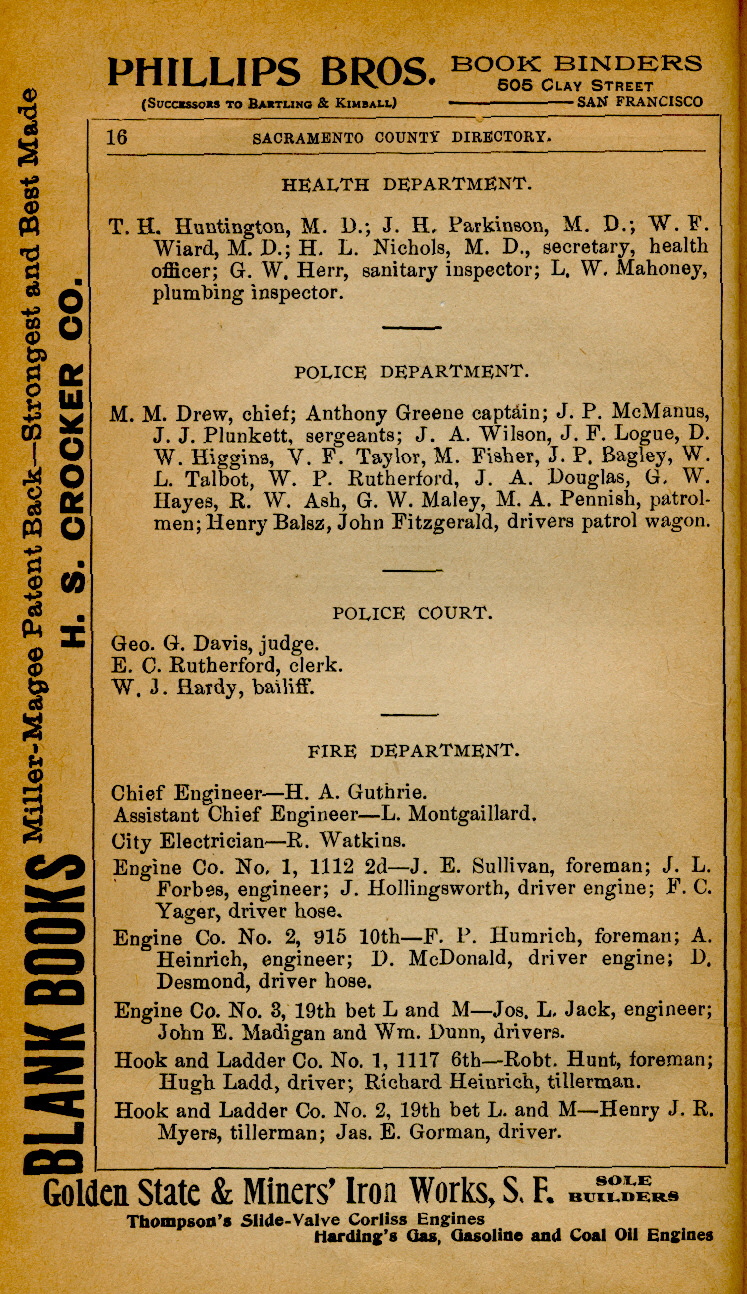 PHILLIPS BROS. BOOK BINDERS
505 CLAY STREET
(SUCCESSORS TO BARTLING & KIMBALL) SAN FRANCISCO
16 SACRAMENTO COUNTY DIRECTORY.
HEALTH DEPARTMENT.
T. H. Huntington, M. D.; J. H. Parkinson, M. D.; W. F.
Wiard, M. D.; H. L. Nichols, M. D., secretary, health
officer; G. W. Herr, sanitary inspector; L. W. Mahoney,
plumbing inspector.
POLICE DEPARTMENT.
M. M. Drew, chief; Anthony Greene captain; J. P. McManus,
J. J. Plunkett, sergeants; J. A. Wilson, J. F. Logue, D.
W. Higgins, V. F. Taylor, M. Fisher, J. P. Bagley, W.
L. Talbot, W. P. Rutherford, J. A. Douglas, G. W.
Hayes, R. W. Ash, G. W. Maley, M. A. Pennish, patrol-
men; Henry Balsz, John Fitzgerald, drivers patrol wagon.
POLICE COURT.
Geo. G. Davis, judge.
E. C. Rutherford, clerk.
W. J. Hardy, bailiff.
FIRE DEPARTMENT.
Chief Engineer—H. A. Guthrie.
Assistant Chief Engineer—L. Montgaillard.
City Electrician—R. Watkins.
Engine Co. No. 1, 1112 2d—J. E. Sullivan, foreman; J. L.
Forbes, engineer; J. Hollingsworth, driver engine; F. C.
Yager, driver hose.
Engine Co. No. 2, 915 10th—F. P. Humrich, foreman; A.
Heinrich, engineer; D. McDonald, driver engine; D.
Desmond, driver hose.
Engine Co. No. 3, 19th bet L and M—Jos. L. Jack, engineer;
John E. Madigan and Wm. Dunn, drivers.
Hook and Ladder Co. No. 1, 1117 6th—Robt. Hunt, foreman;
Hugh Ladd, driver; Richard Heinrich, tillerman.
Hook and Ladder Co. No. 2, 19th bet L. and M—Henry J. R.
Myers, tillerman; Jas. E. Gorman, driver.
BLANK BOOKS Miller-Magee Patent Back—Strongest and Best Made
H. S. CROCKER CO.
Golden State & Miners' Iron Works, S. F. SOLE
BUILDERS
Thompson's Slide-Valve Corliss Engines
Harding's Gas, Gasoline and Coal Oil Engines